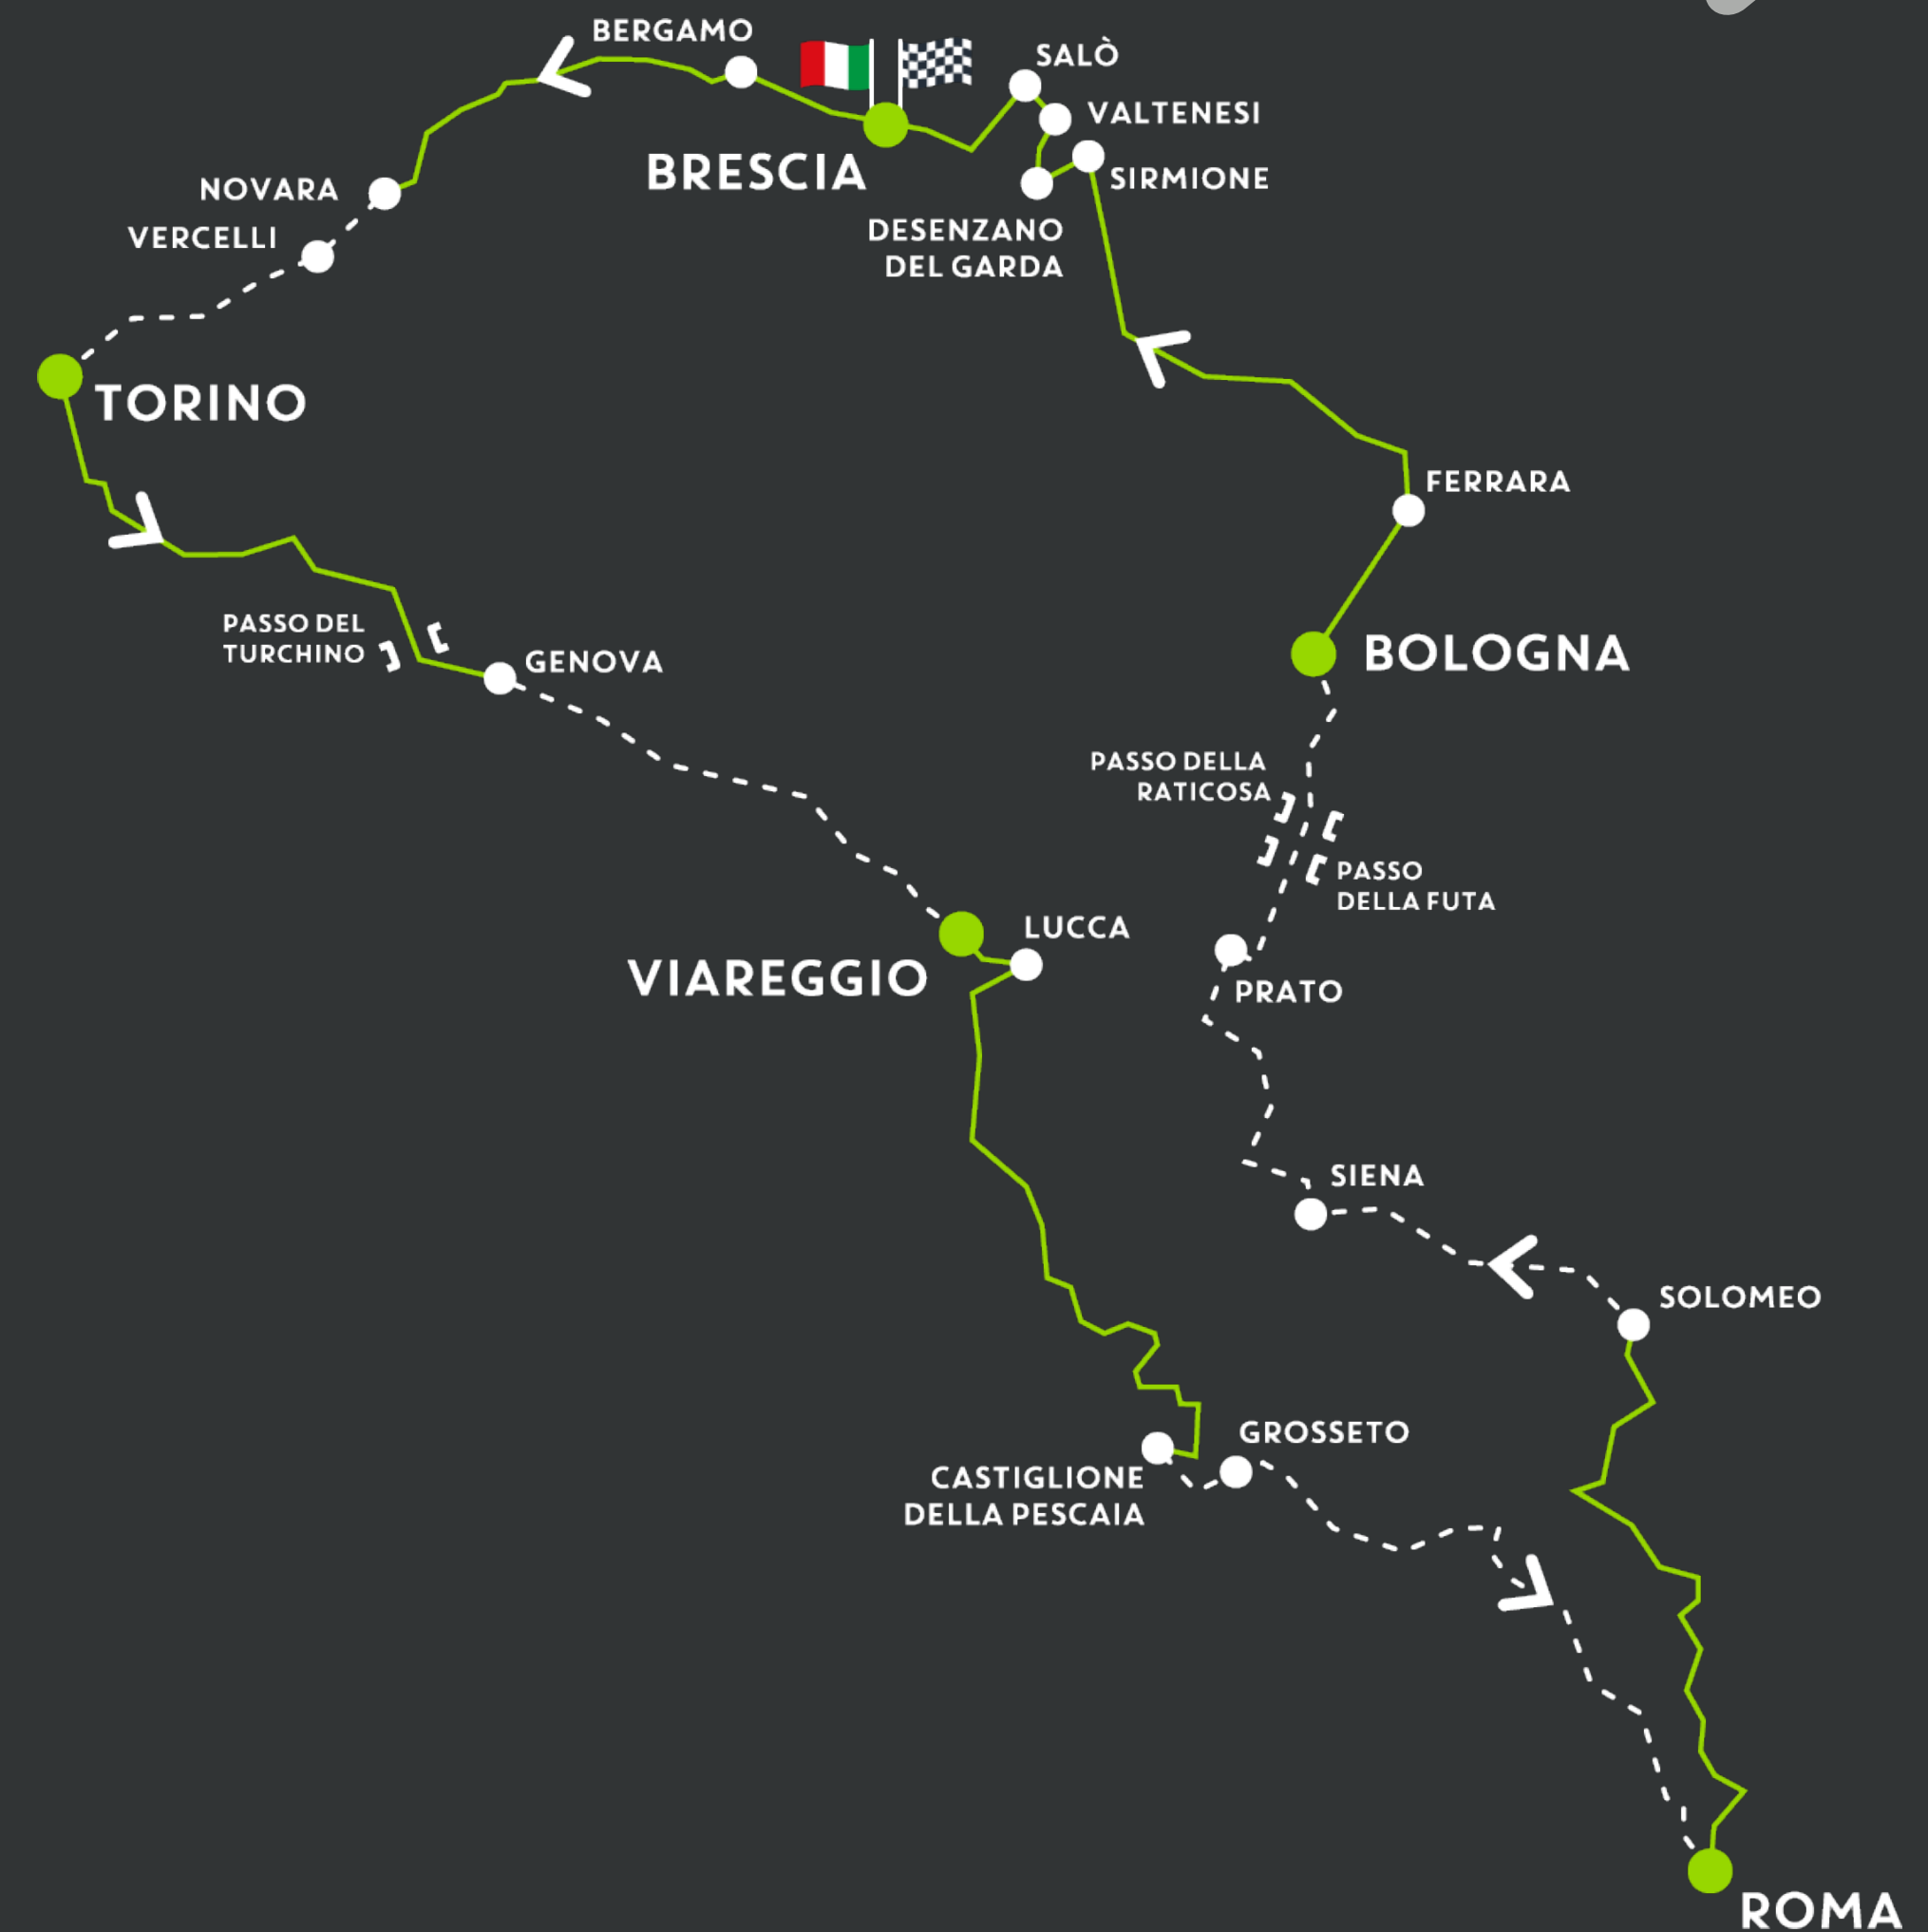 BERGAMO
SALÒ
VALTENESI
BRESCIA
SIRMIONE
NOVARA
VERCELLI
DESENZANO
DEL GARDA
TORINO
FERRARA
PASSO DEL
TURCHINO
GENOVA
BOLOGNA
PASSO DELLA
RATICOSA
PASSO
DELLA FUTA
LUCCA
VIAREGGIO
PRATO
SIENA
SOLOMEO
GROSSETO
CASTIGLIONE
DELLA PESCAIA
ROMA